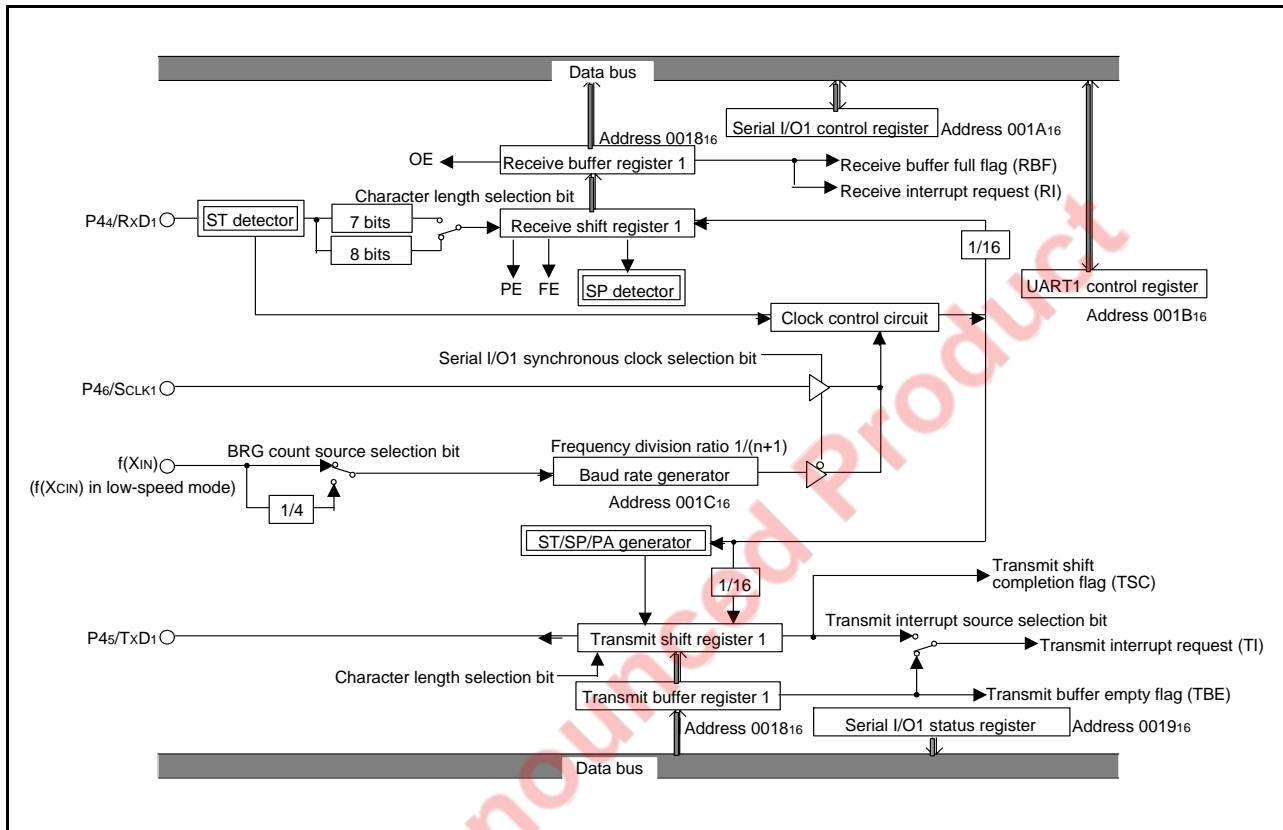 Data bus
Serial I/O1 control register Address 001A16
Address 001816
OE Receive buffer register 1 Receive buffer full flag (RBF)
Receive interrupt request (RI)
Character length selection bit
P44/RxD1 ST detector 7 bits Receive shift register 1
8 bits 1/16
PE FE SP detector UART1 control register
Clock control circuit Address 001B16
Serial I/O1 synchronous clock selection bit
P46/SCLK1
BRG count source selection bit Frequency division ratio 1/(n+1)
f(XIN) Baud rate generator
(f(XCIN) in low-speed mode)
1/4 Address 001C16
ST/SP/PA generator
1/16 Transmit shift
completion flag (TSC)
Transmit interrupt source selection bit
P45/TxD1 Transmit shift register 1 Transmit interrupt request (TI)
Character length selection bit
Transmit buffer register 1 Transmit buffer empty flag (TBE)
Address 001816 Serial I/O1 status register Address 001916
Data bus
nounced Product